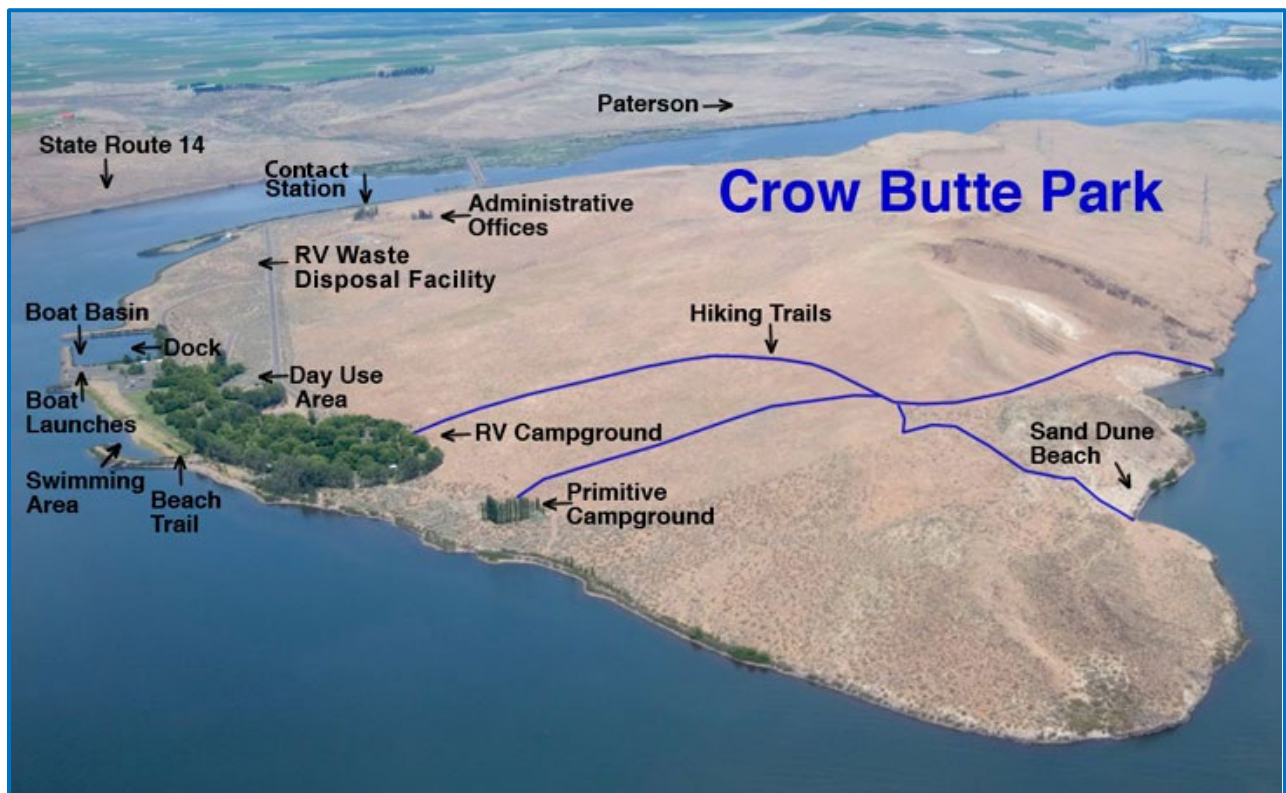 Paterson
State Route 14
Contact
Station
Crow Butte Park
Administrative
Offices
RV Waste
Disposal Facility
Boat Basin
Hiking Trails
Dock
Day Use
Area
Boat
Launches
RV Campground
Sand Dune
Beach
Swimming
Area
Beach
Trail
Primitive
Campground